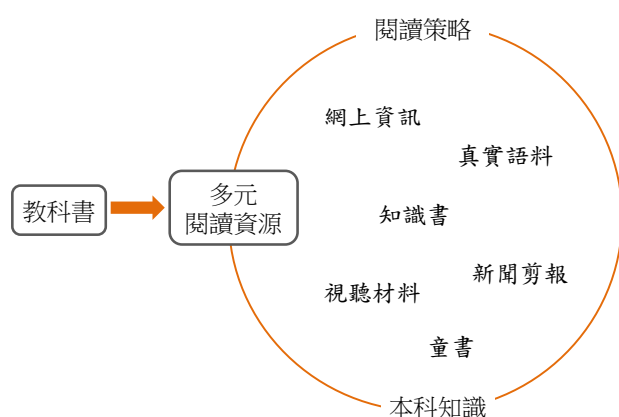 閱讀策略
網上資訊
真實語料
教科書
多元
閱讀資源
知識書
新聞剪報
視聽材料
童書
本科知識